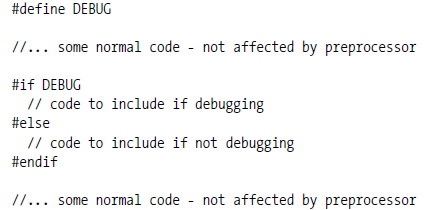 #define DEBUG
//... some normal code - not affected by preprocessor
#if DEBUG
// code to include if debugging
#else
// code to include if not debugging
#endif
//... some normal code - not affected by preprocessor